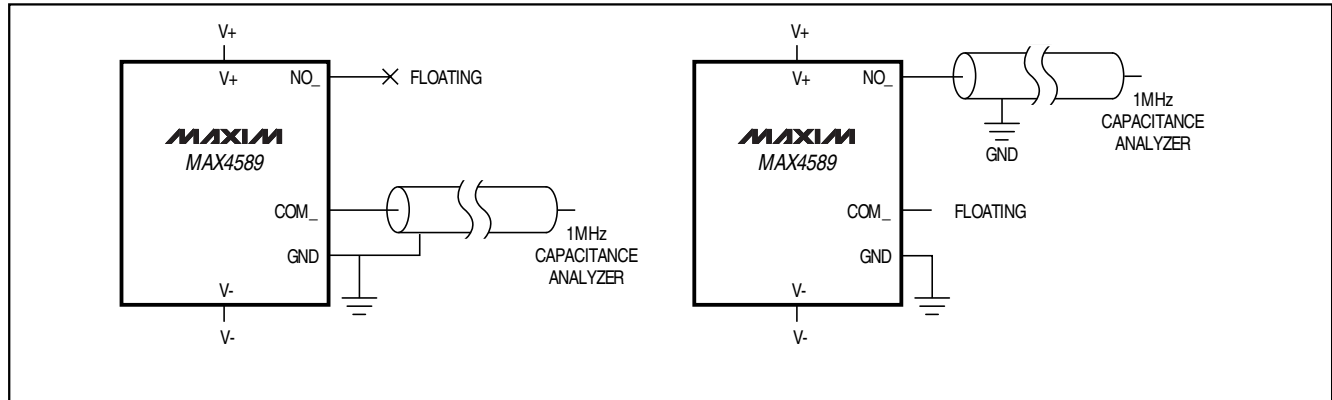 V+
V+
NO_
FLOATING
MAXIM
MAX4589
COM_
1MHz
CAPACITANCE
ANALYZER
GND
V-
V-
V+
V+
NO_
1MHz
CAPACITANCE
ANALYZER
GND
MAXIM
MAX4589
COM_
FLOATING
GND
V-
V-